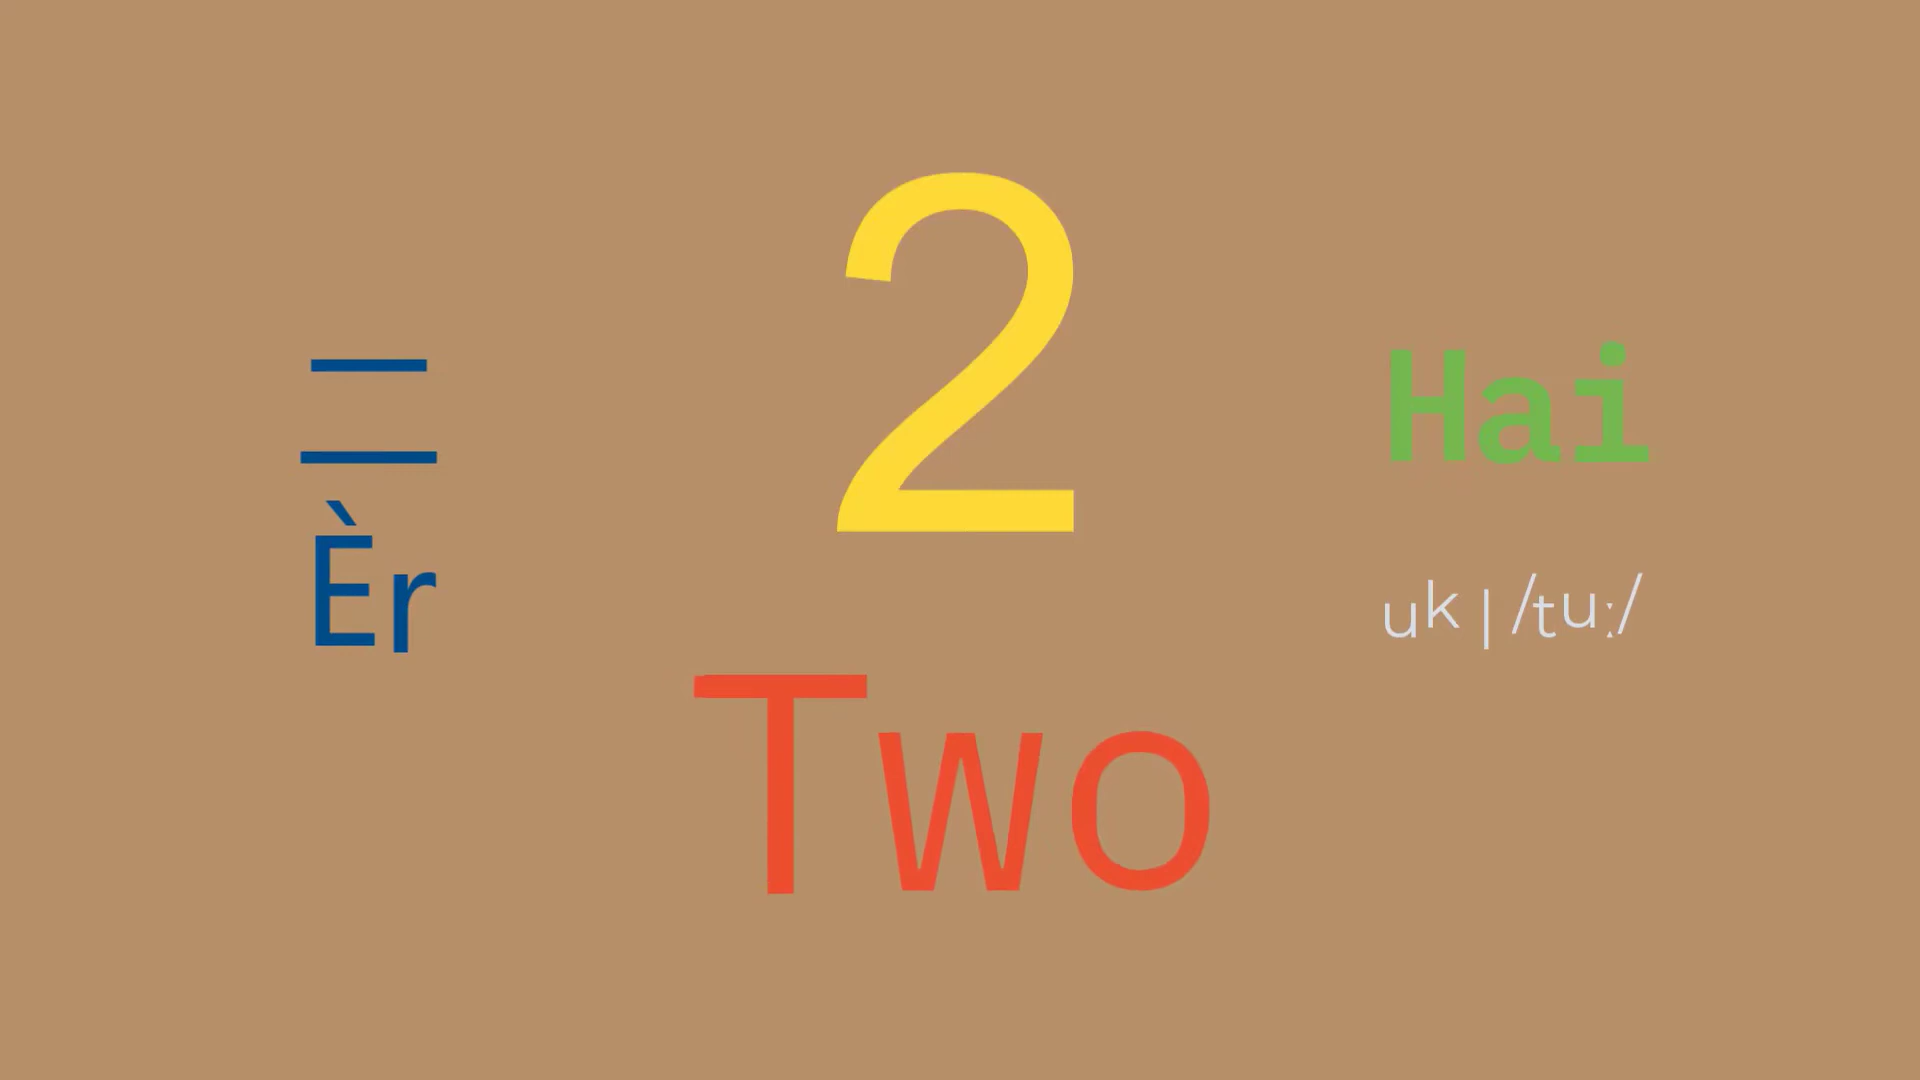 二
Èr
2
Two
Hai
uk | /tuː/